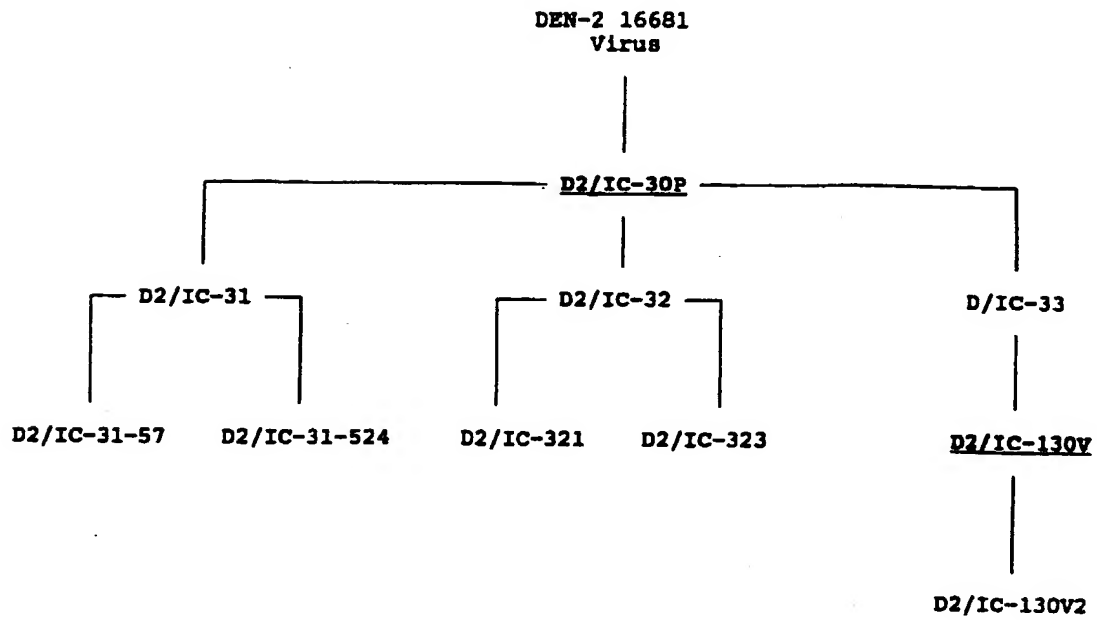 DEN-2 16681
Virus
D2/IC-30P
D2/IC-31
D2/IC-32
D/IC-33
D2/IC-31-57
D2/IC-31-524
D2/IC-321
D2/IC-323
D2/IC-130V
D2/IC-130V2